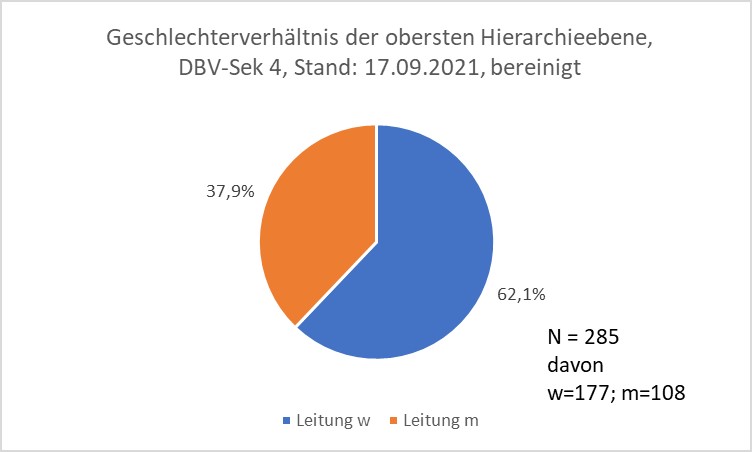 Geschlechterverhältnis der obersten Hierarchieebene,
DBV-Sek 4, Stand: 17.09.2021, bereinigt
37,9%
62,1%
N = 285
davon
w=177; m=108
Leitung w
Leitung m